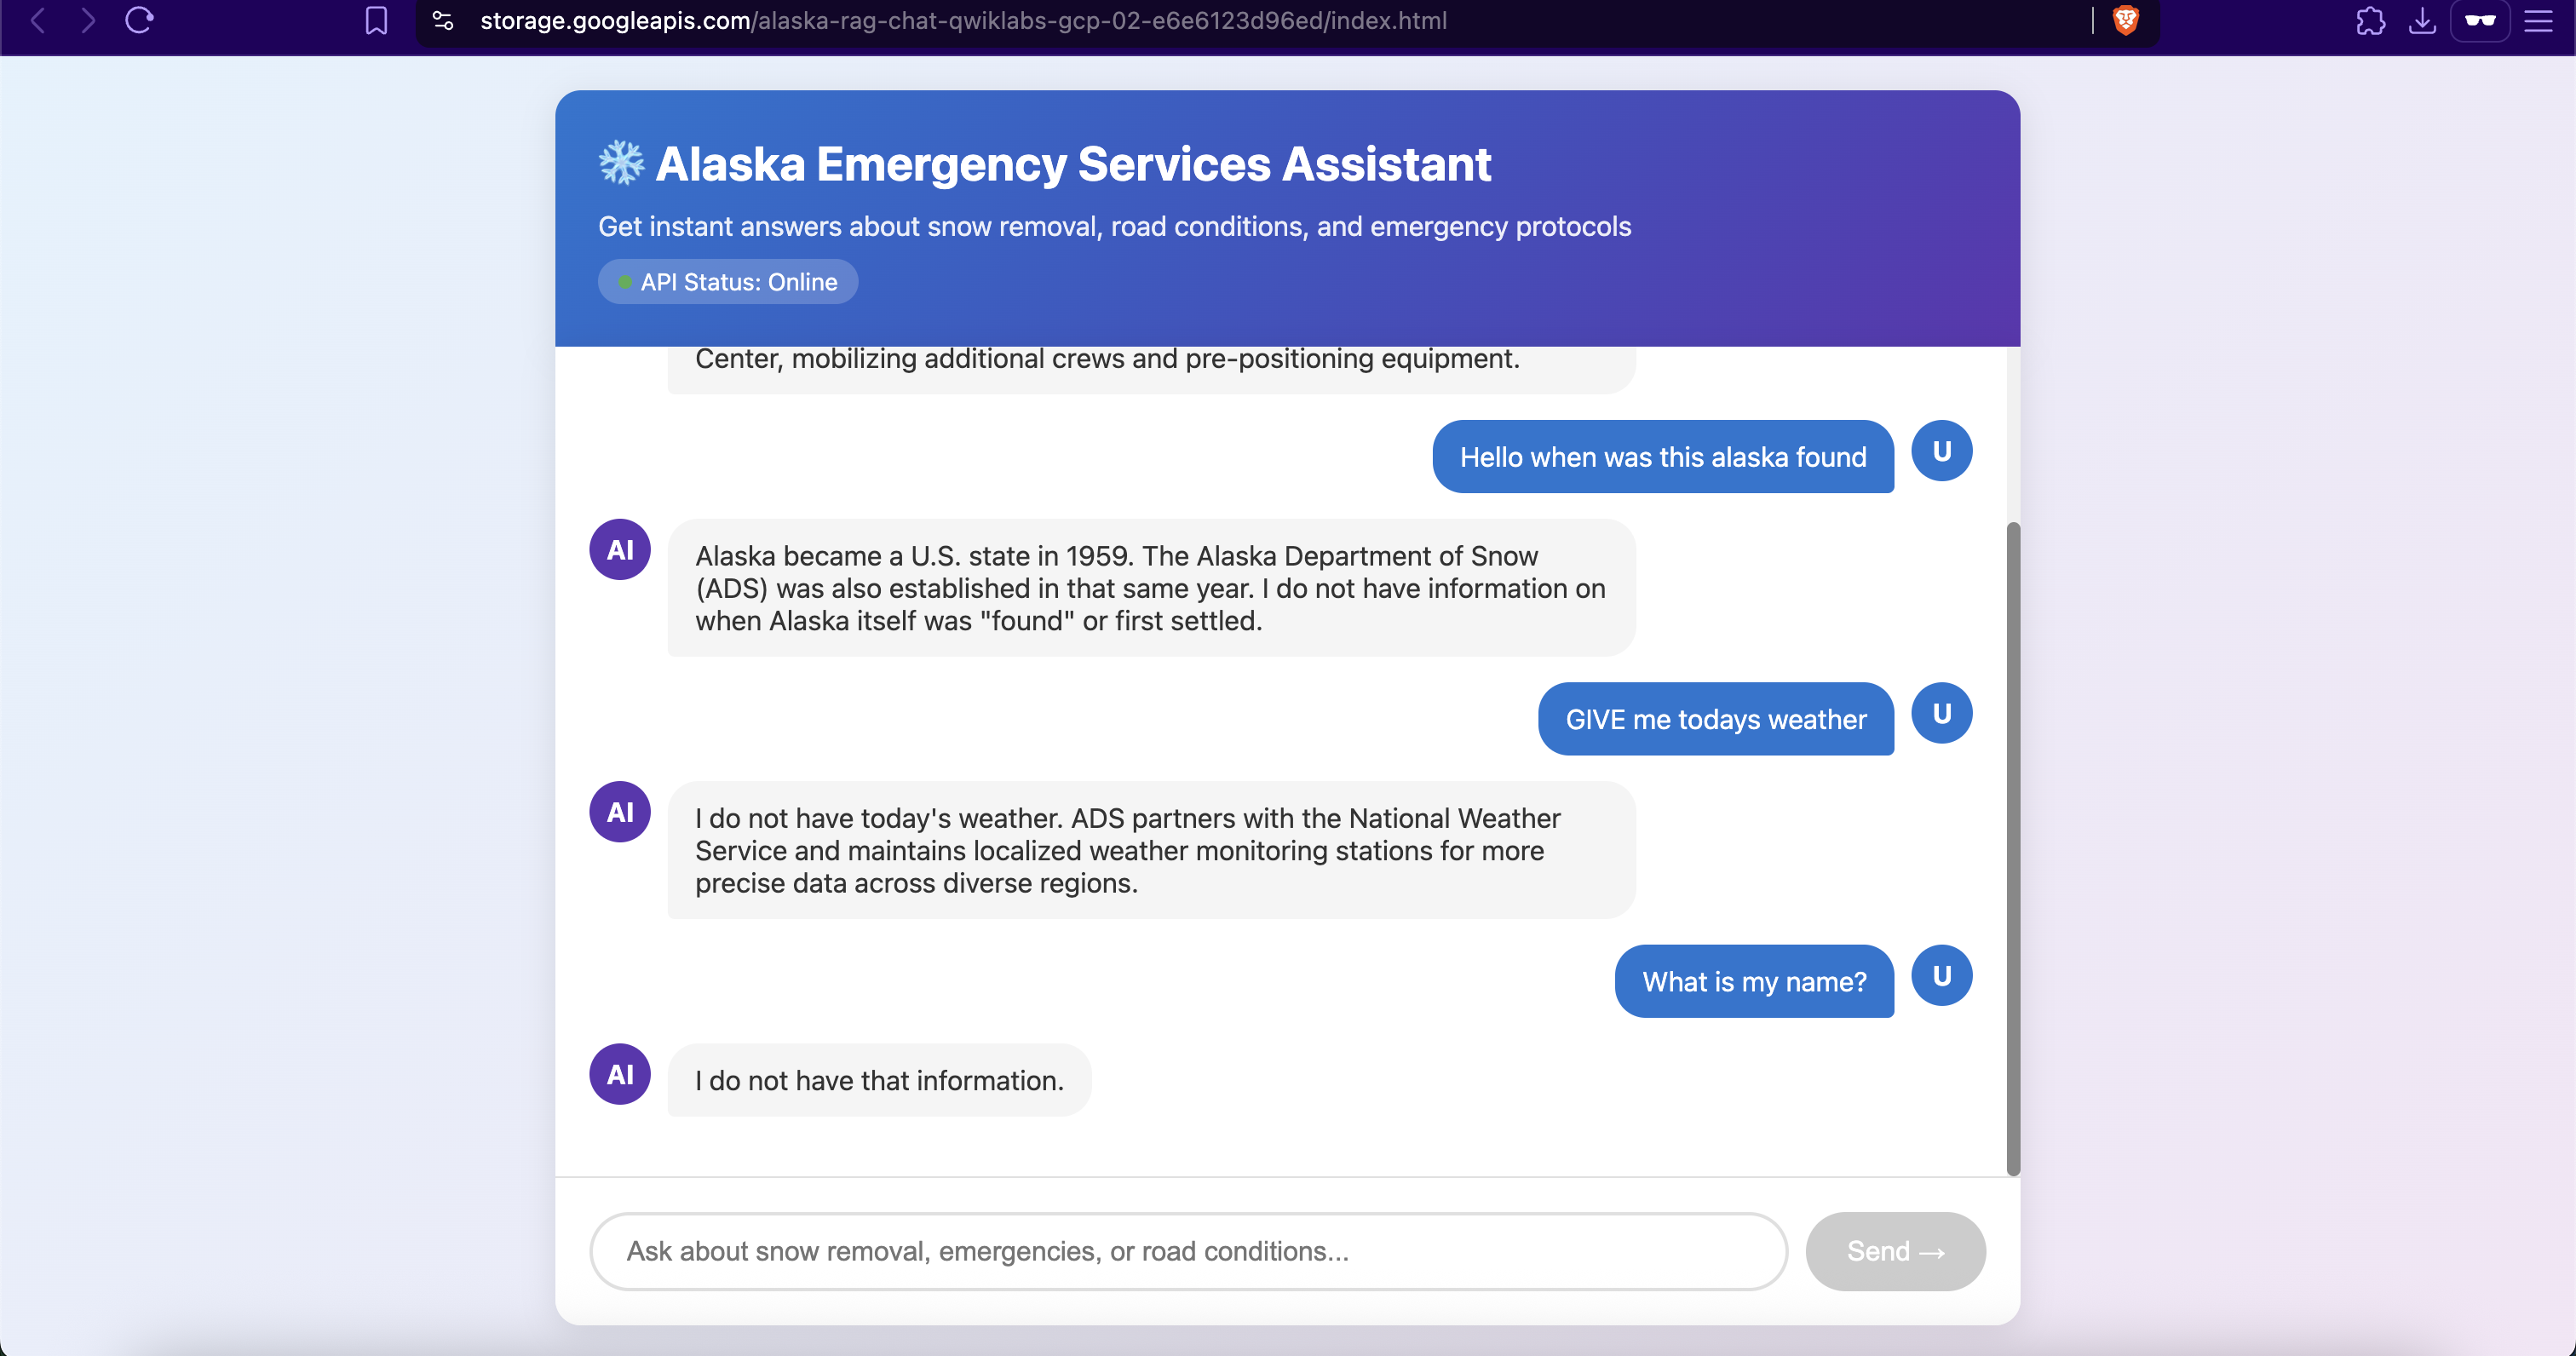 storage.googleapis.com/alaska-rag-chat-qwiklabs-gcp-02-e6e6123d96ed/index.html
Alaska Emergency Services Assistant
Get instant answers about snow removal, road conditions, and emergency protocols
API Status: Online
Center, mobilizing additional crews and pre-positioning equipment.
Hello when was this alaska found
U
AI
Alaska became a U.S. state in 1959. The Alaska Department of Snow
(ADS) was also established in that same year. I do not have information on
when Alaska itself was "found" or first settled.
GIVE me todays weather
U
AI
I do not have today's weather. ADS partners with the National Weather
Service and maintains localized weather monitoring stations for more
precise data across diverse regions.
What is my name?
U
AI
I do not have that information.
Ask about snow removal, emergencies, or road conditions...
Send →